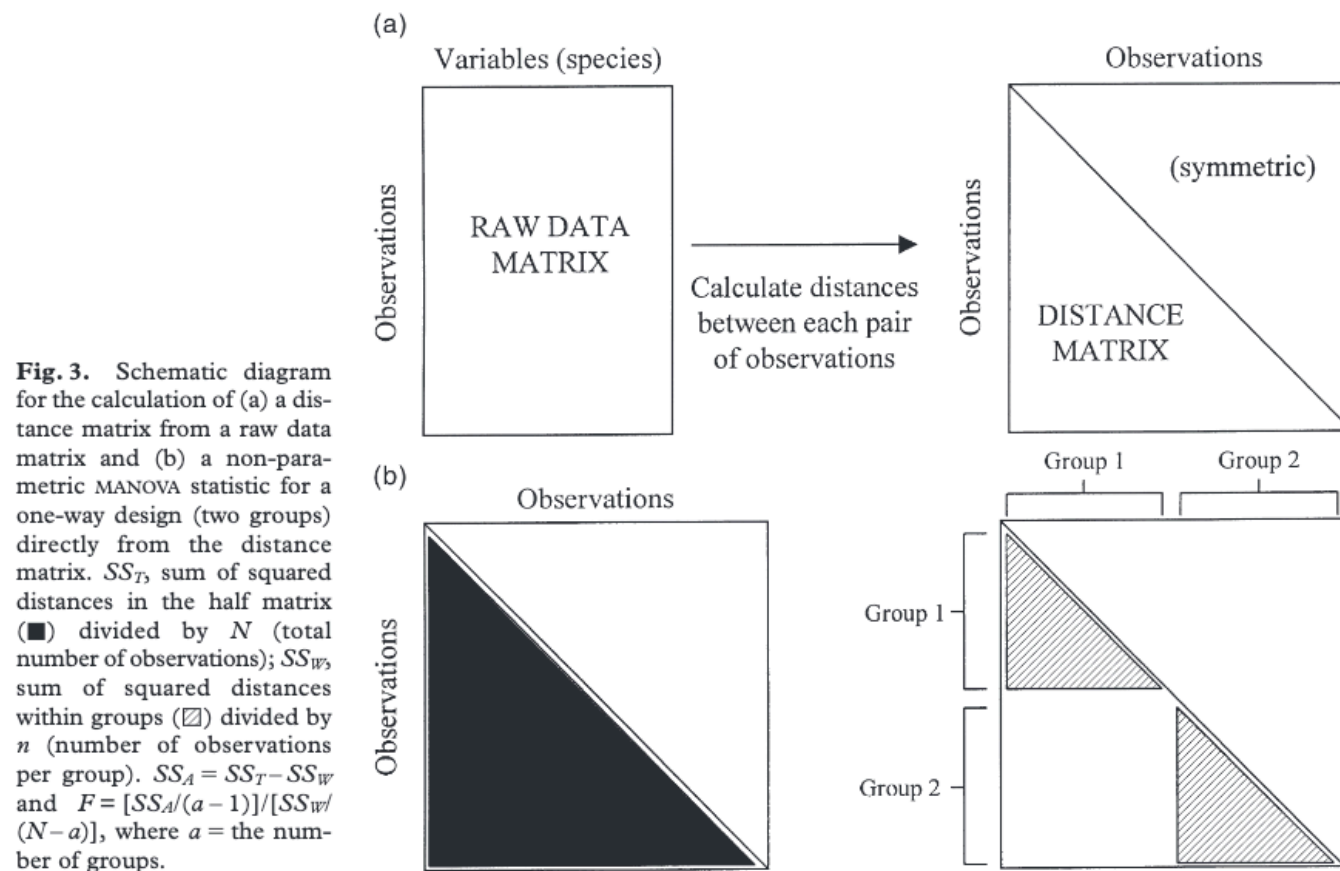 (a)
Variables (species)
Observations
RAW DATA
MATRIX
Calculate distances
between each pair
of observations
Observations
Observations
(symmetric)
DISTANCE
MATRIX
Fig. 3. Schematic diagram
for the calculation of (a) a dis-
tance matrix from a raw data
matrix and (b) a non-para-
metric MANOVA statistic for a
one-way design (two groups)
directly from the distance
matrix. SS_T, sum of squared
distances in the half matrix
(■) divided by N (total
number of observations); SS_W,
sum of squared distances
within groups (▨) divided by
n (number of observations
per group). SS_A = SS_T – SS_W
and F = [SS_A/(a – 1)]/[SS_W/
(N – a)], where a = the num-
ber of groups.
(b)
Observations
Observations
Group 1
Group 2
Group 1
Group 2